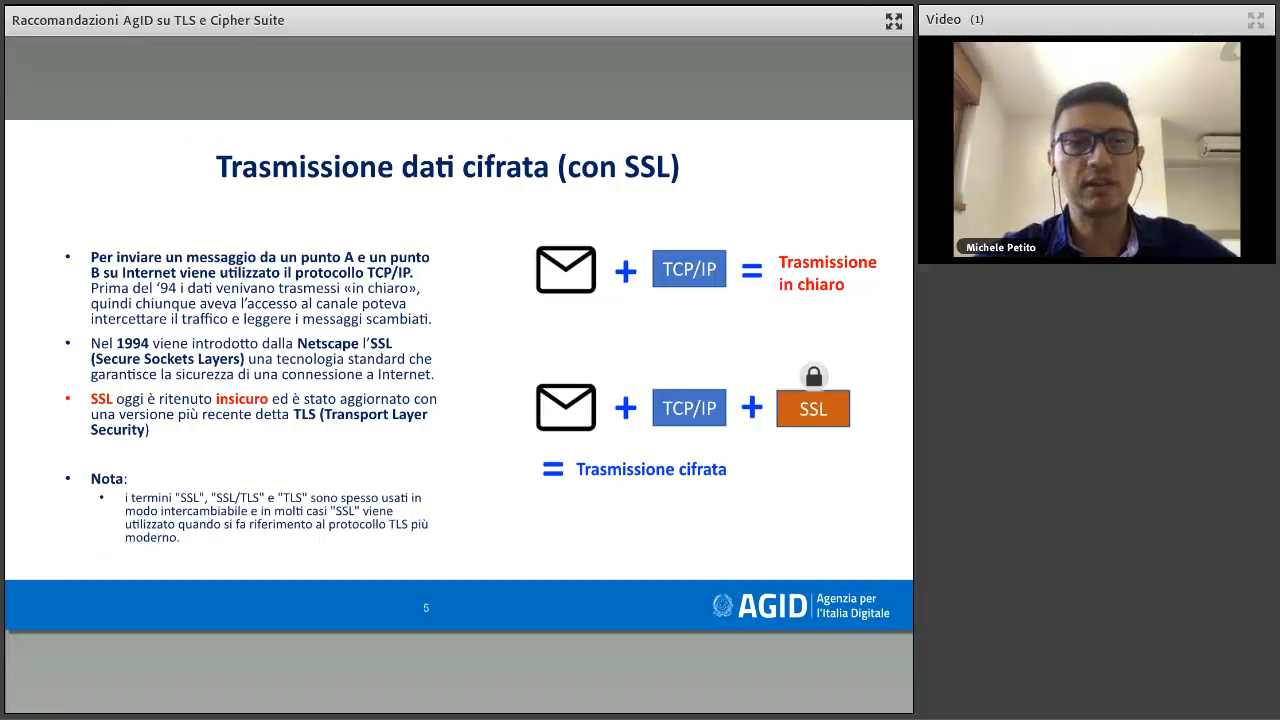 Raccomandazioni AgID su TLS e Cipher Suite
Video (1)
Michele Petito
Trasmissione dati cifrata (con SSL)
• Per inviare un messaggio da un punto A e un punto
B su Internet viene utilizzato il protocollo TCP/IP.
Prima del ‘94 i dati venivano trasmessi «in chiaro»,
quindi chiunque aveva l’accesso al canale poteva
intercettare il traffico e leggere i messaggi scambiati.
• Nel 1994 viene introdotto dalla Netscape l’SSL
(Secure Sockets Layers) una tecnologia standard che
garantisce la sicurezza di una connessione a Internet.
• SSL oggi è ritenuto insicuro ed è stato aggiornato con
una versione più recente detta TLS (Transport Layer
Security)
• Nota:
• i termini "SSL", "SSL/TLS" e "TLS" sono spesso usati in
modo intercambiabile e in molti casi "SSL" viene
utilizzato quando si fa riferimento al protocollo TLS più
moderno.
+ TCP/IP = Trasmissione
in chiaro
+ TCP/IP + SSL
= Trasmissione cifrata
5
AGID Agenzia per
l'Italia Digitale